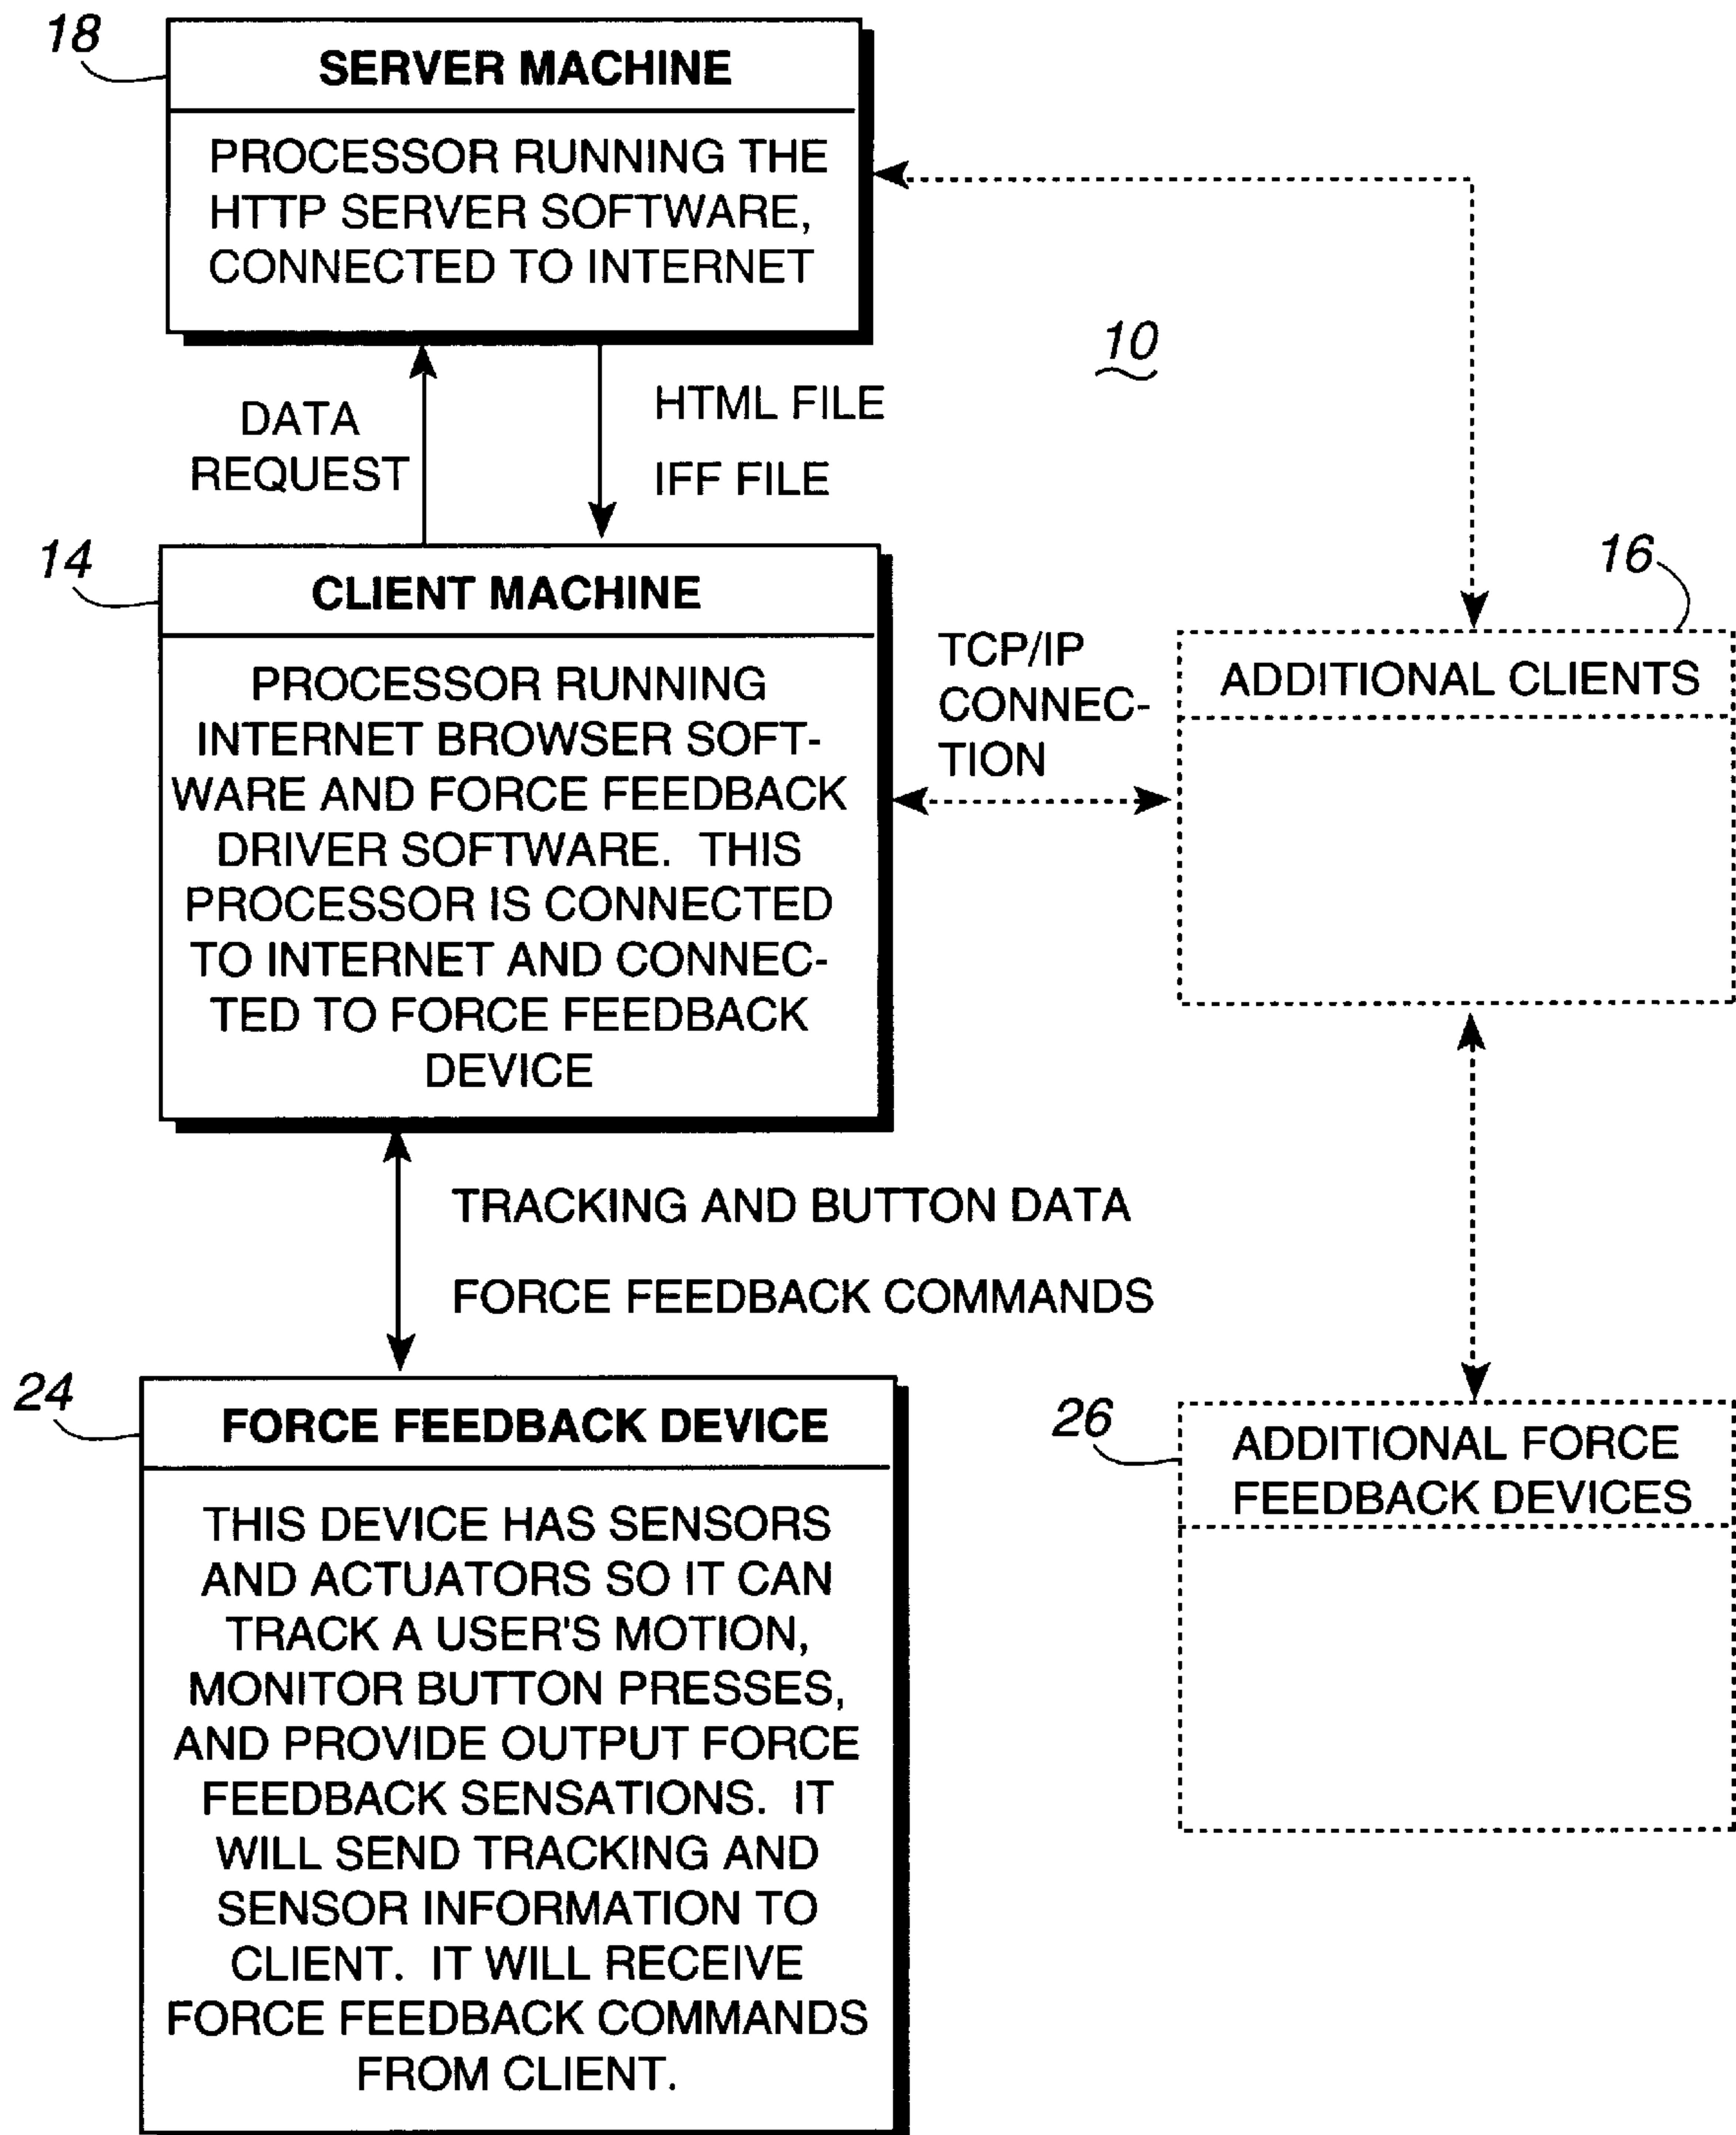 18
SERVER MACHINE
PROCESSOR RUNNING THE
HTTP SERVER SOFTWARE,
CONNECTED TO INTERNET
10
DATA
REQUEST
HTML FILE
IFF FILE
14
CLIENT MACHINE
PROCESSOR RUNNING
INTERNET BROWSER SOFT-
WARE AND FORCE FEEDBACK
DRIVER SOFTWARE. THIS
PROCESSOR IS CONNECTED
TO INTERNET AND CONNEC-
TED TO FORCE FEEDBACK
DEVICE
TCP/IP
CONNEC-
TION
16
ADDITIONAL CLIENTS
TRACKING AND BUTTON DATA
FORCE FEEDBACK COMMANDS
24
FORCE FEEDBACK DEVICE
THIS DEVICE HAS SENSORS
AND ACTUATORS SO IT CAN
TRACK A USER'S MOTION,
MONITOR BUTTON PRESSES,
AND PROVIDE OUTPUT FORCE
FEEDBACK SENSATIONS. IT
WILL SEND TRACKING AND
SENSOR INFORMATION TO
CLIENT. IT WILL RECEIVE
FORCE FEEDBACK COMMANDS
FROM CLIENT.
26
ADDITIONAL FORCE
FEEDBACK DEVICES